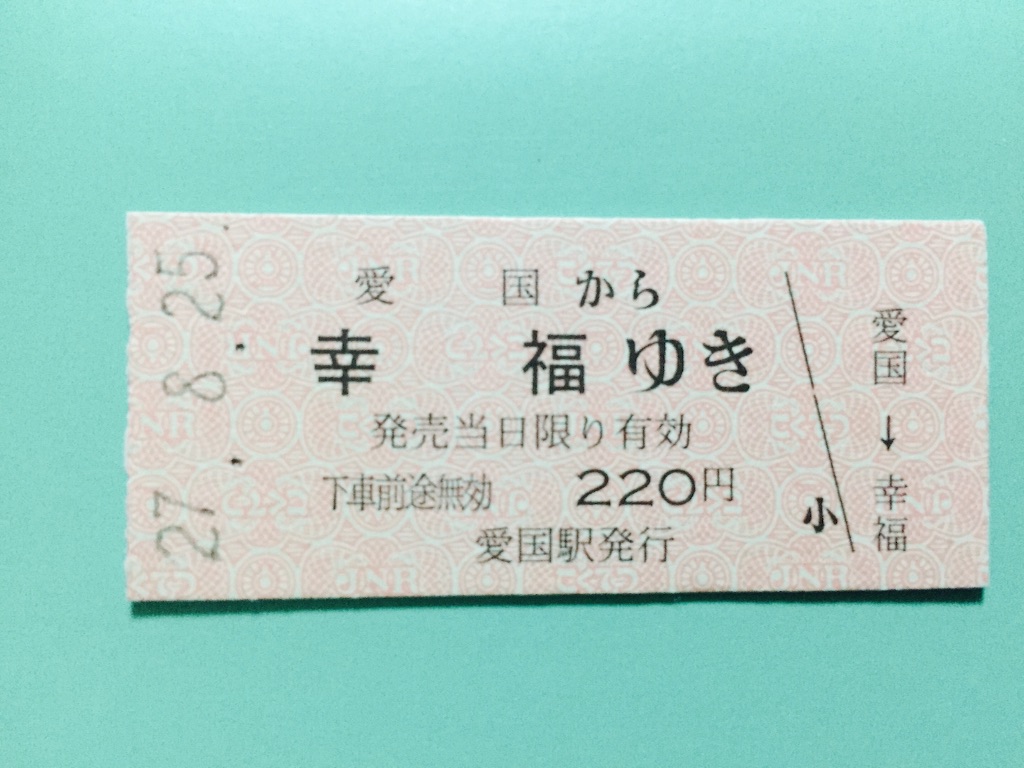 27.8.25
愛国から
幸福ゆき
発売当日限り有効
下車前途無効 220円
愛国駅発行
小
愛国→幸福